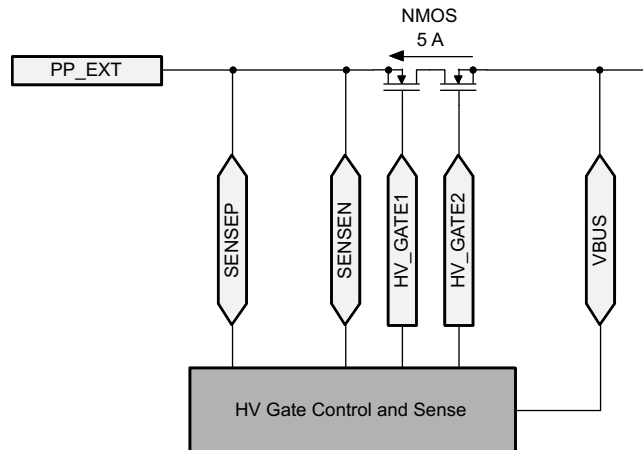 NMOS
5 A
PP_EXT
SENSEP
SENSEN
HV_GATE1
HV_GATE2
VBUS
HV Gate Control and Sense